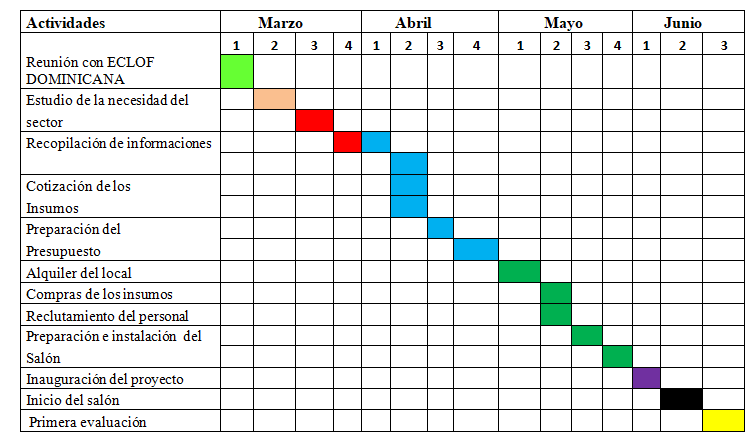 Actividades Marzo Abril Mayo Junio
1 2 3 4 1 2 3 4 1 2 3 4 1 2 3
Reunión con ECLOF
DOMINICANA
Estudio de la necesidad del
sector
Recopilación de informaciones
Cotización de los
Insumos
Preparación del
Presupuesto
Alquiler del local
Compras de los insumos
Reclutamiento del personal
Preparación e instalación del
Salón
Inauguración del proyecto
Inicio del salón
Primera evaluación